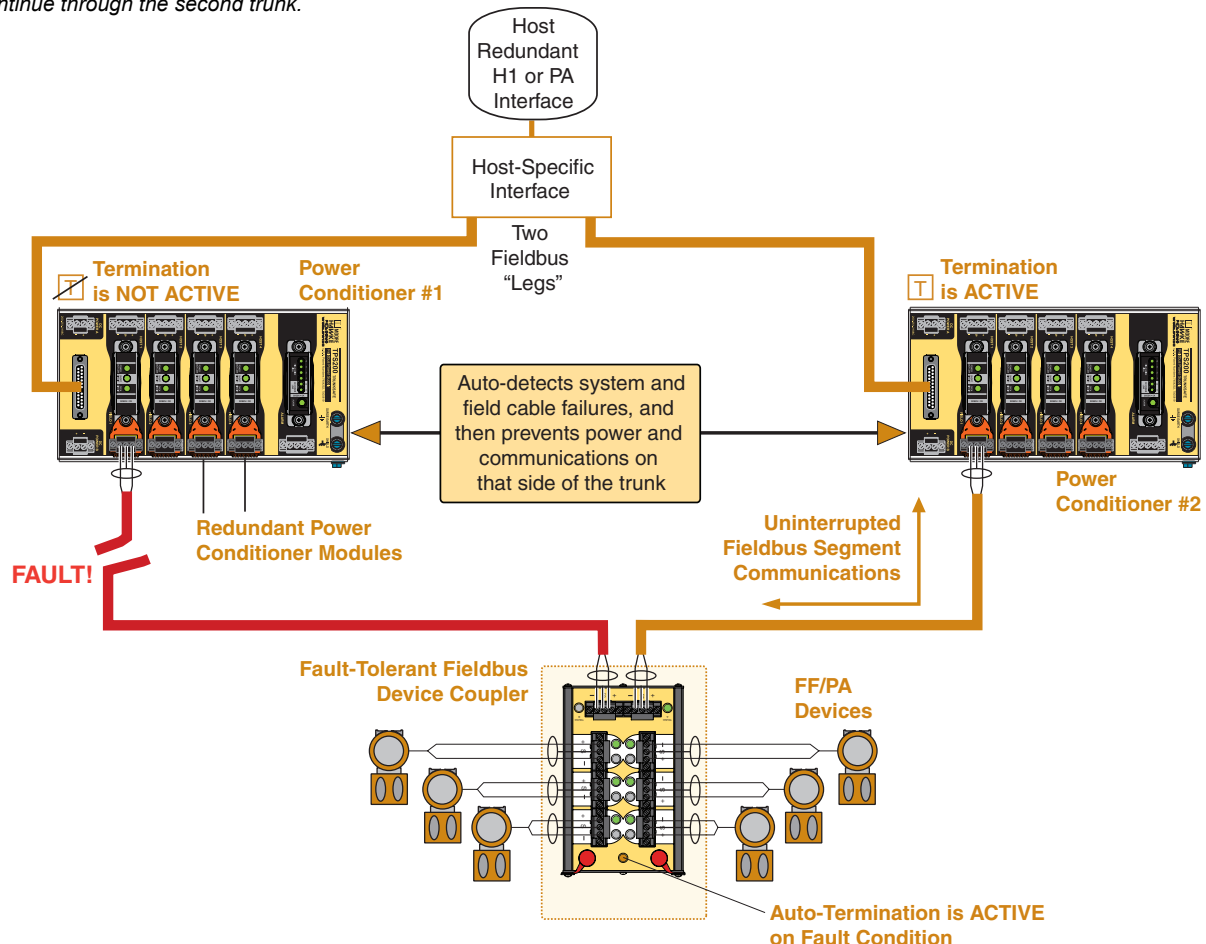 ntinue through the second trunk.
Host
Redundant
H1 or PA
Interface
Host-Specific
Interface
Two
Fieldbus
“Legs”
T
Termination
is NOT ACTIVE
Power
Conditioner #1
T
Termination
is ACTIVE
TPS200
TPS200
Auto-detects system and
field cable failures, and
then prevents power and
communications on
that side of the trunk
Power
Conditioner #2
Redundant Power
Conditioner Modules
Uninterrupted
Fieldbus Segment
Communications
FAULT!
Fault-Tolerant Fieldbus
Device Coupler
FF/PA
Devices
Auto-Termination is ACTIVE
on Fault Condition